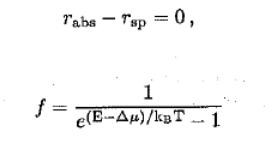 r_abs − r_sp = 0 ,
f = 1 / (e^((E−Δμ)/k_B T) − 1)